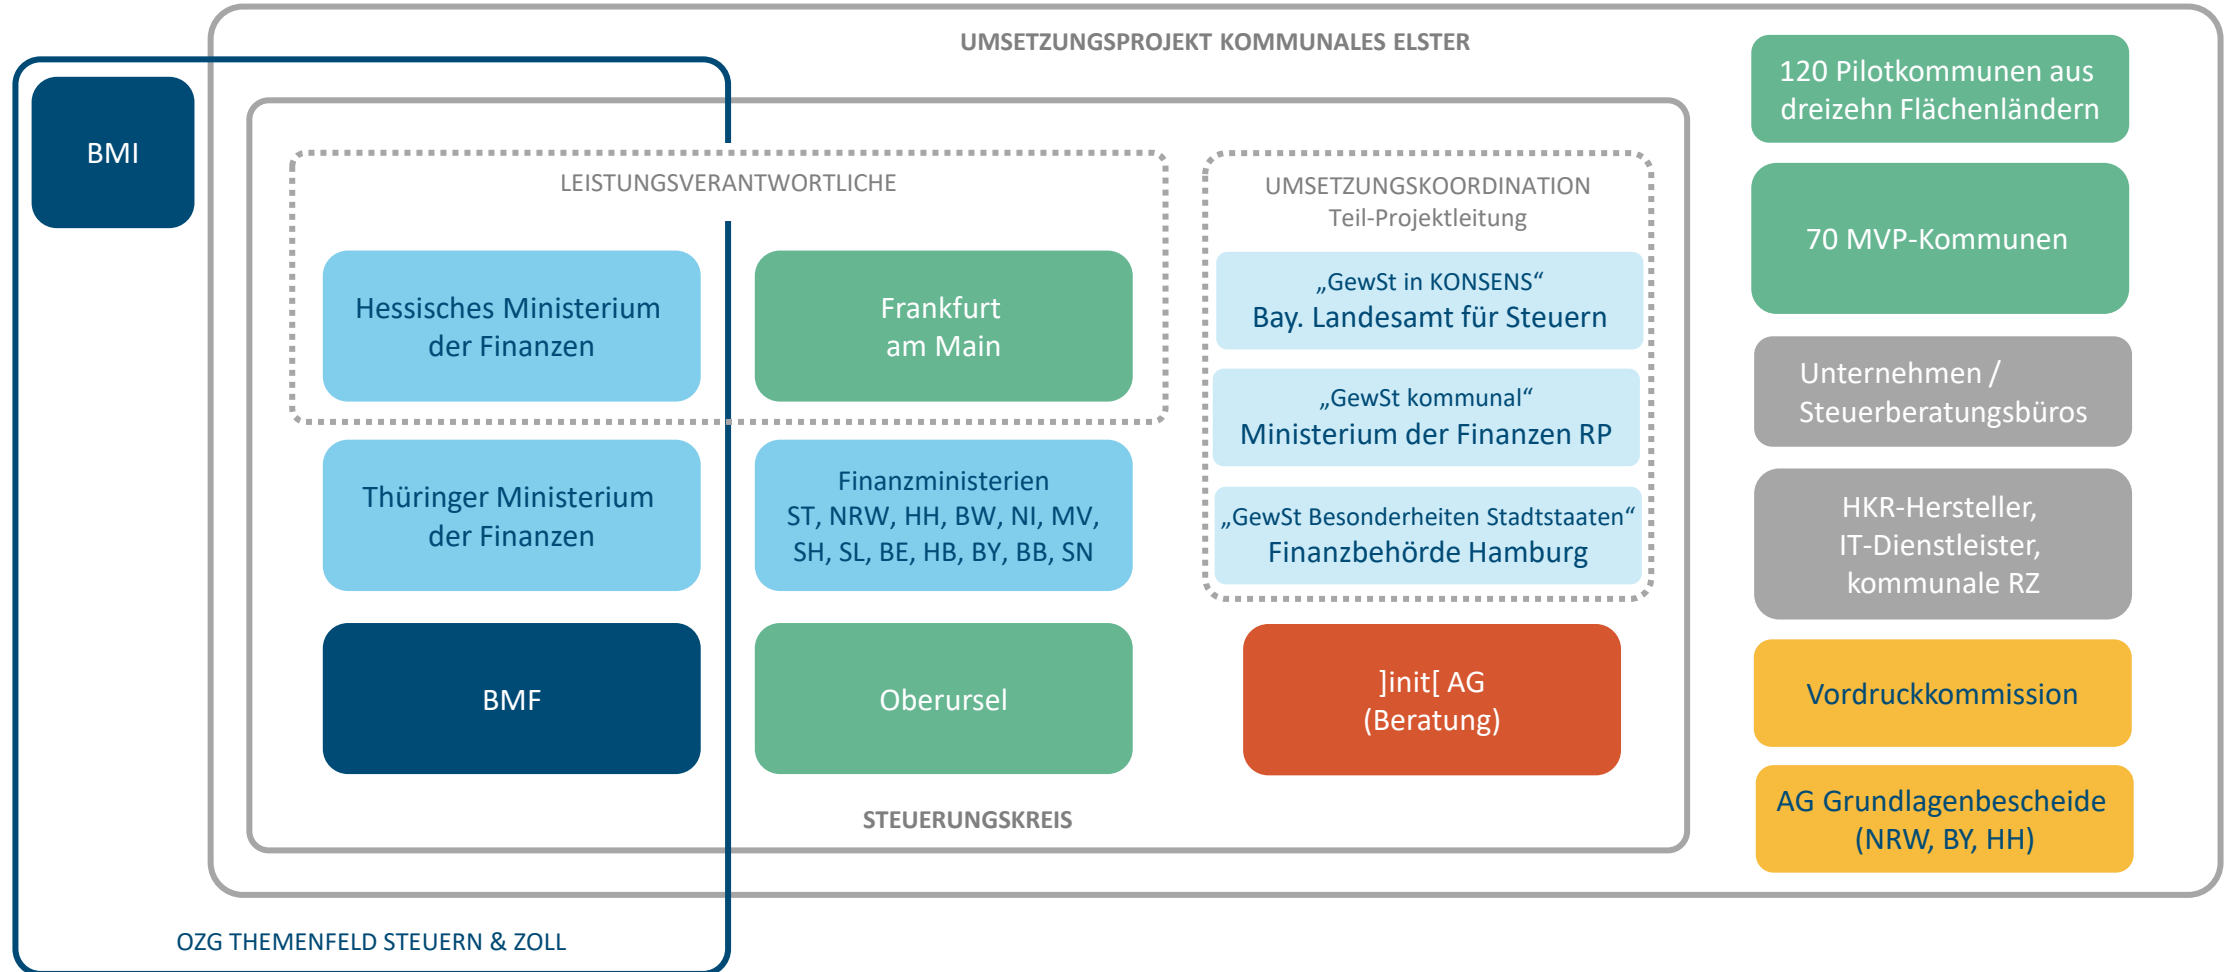 UMSETZUNGSPROJEKT KOMMUNALES ELSTER
BMI
LEISTUNGSVERANTWORTLICHE
Hessisches Ministerium
der Finanzen
Frankfurt
am Main
Thüringer Ministerium
der Finanzen
Finanzministerien
ST, NRW, HH, BW, NI, MV,
SH, SL, BE, HB, BY, BB, SN
BMF
Oberursel
UMSETZUNGSKOORDINATION
Teil-Projektleitung
„GewSt in KONSENS“
Bay. Landesamt für Steuern
„GewSt kommunal“
Ministerium der Finanzen RP
„GewSt Besonderheiten Stadtstaaten“
Finanzbehörde Hamburg
]init[ AG
(Beratung)
STEUERUNGSKREIS
120 Pilotkommunen aus
dreizehn Flächenländern
70 MVP-Kommunen
Unternehmen /
Steuerberatungsbüros
HKR-Hersteller,
IT-Dienstleister,
kommunale RZ
Vordruckkommission
AG Grundlagenbescheide
(NRW, BY, HH)
OZG THEMENFELD STEUERN & ZOLL